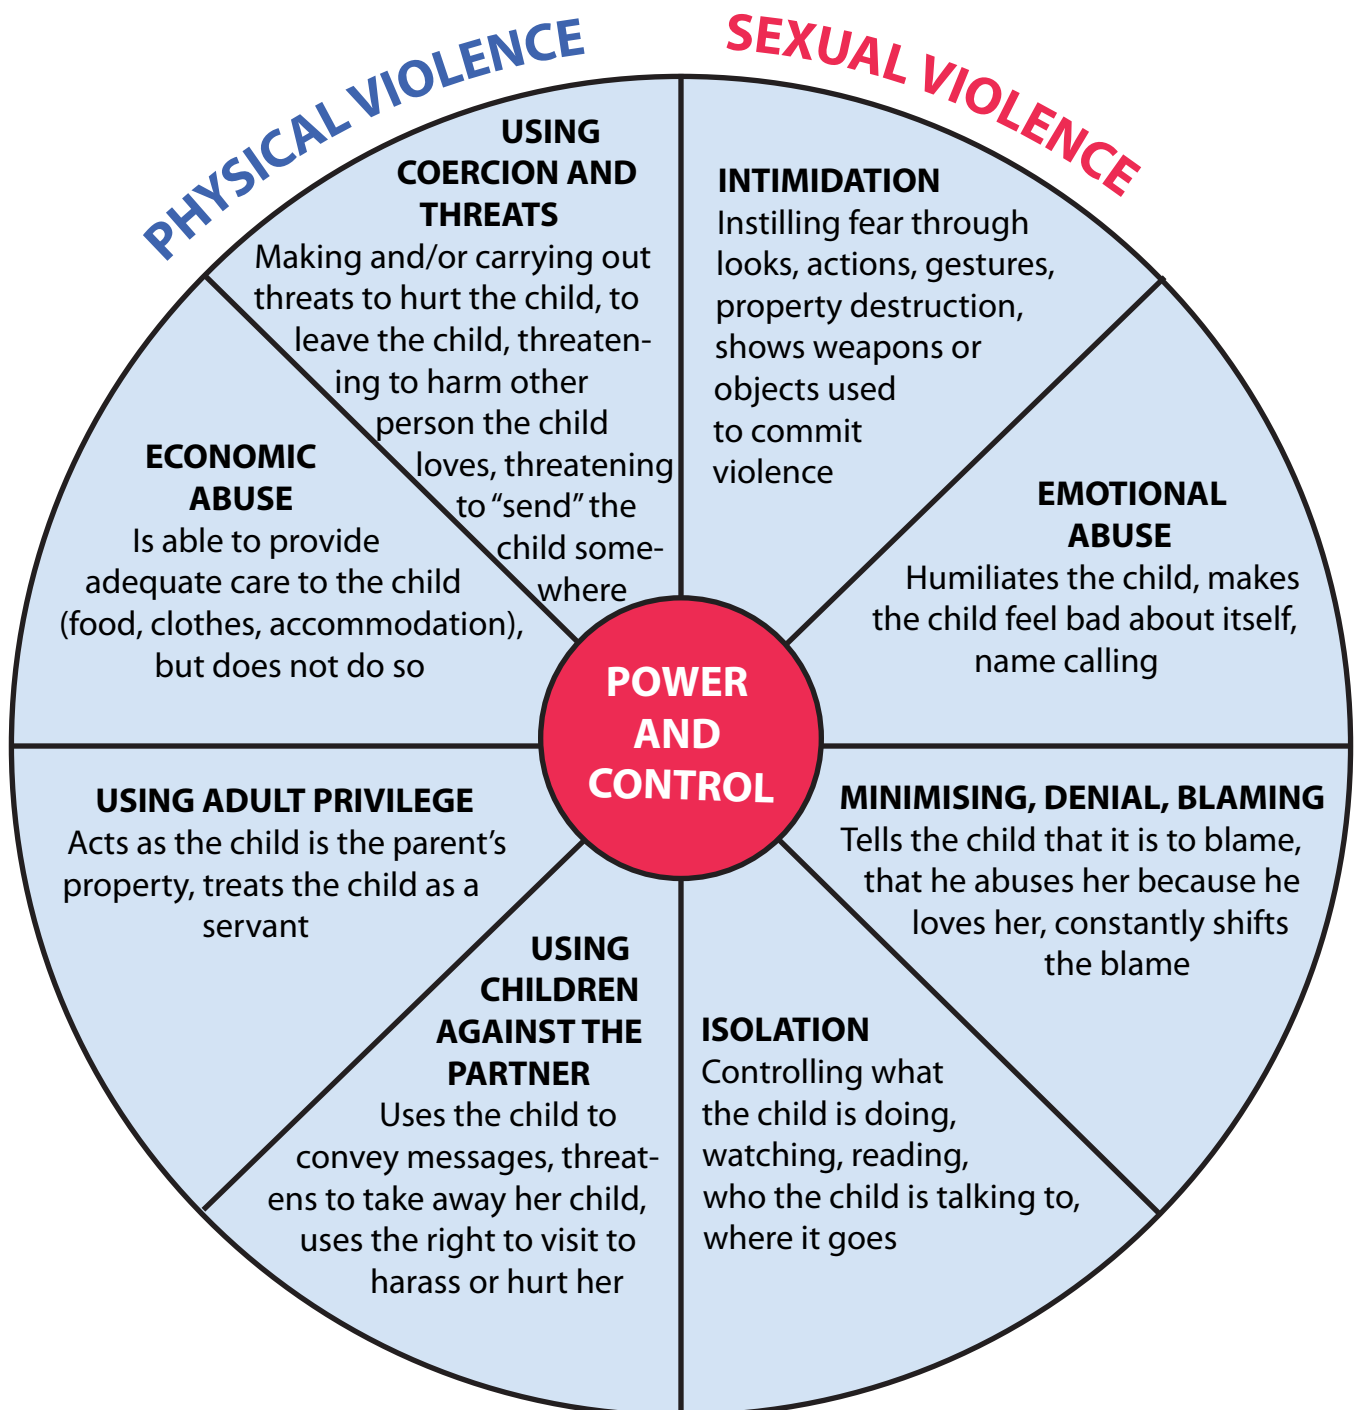 PHYSICAL VIOLENCE
SEXUAL VIOLENCE
USING
COERCION AND
THREATS
Making and/or carrying out
threats to hurt the child, to
leave the child, threaten-
ing to harm other
person the child
loves, threatening
to “send” the
child some-
where
INTIMIDATION
Instilling fear through
looks, actions, gestures,
property destruction,
shows weapons or
objects used
to commit
violence
EMOTIONAL
ABUSE
Humiliates the child, makes
the child feel bad about itself,
name calling
MINIMISING, DENIAL, BLAMING
Tells the child that it is to blame,
that he abuses her because he
loves her, constantly shifts
the blame
ISOLATION
Controlling what
the child is doing,
watching, reading,
who the child is talking to,
where it goes
USING
CHILDREN
AGAINST THE
PARTNER
Uses the child to
convey messages, threat-
ens to take away her child,
uses the right to visit to
harass or hurt her
USING ADULT PRIVILEGE
Acts as the child is the parent’s
property, treats the child as a
servant
ECONOMIC
ABUSE
Is able to provide
adequate care to the child
(food, clothes, accommodation),
but does not do so
POWER
AND
CONTROL